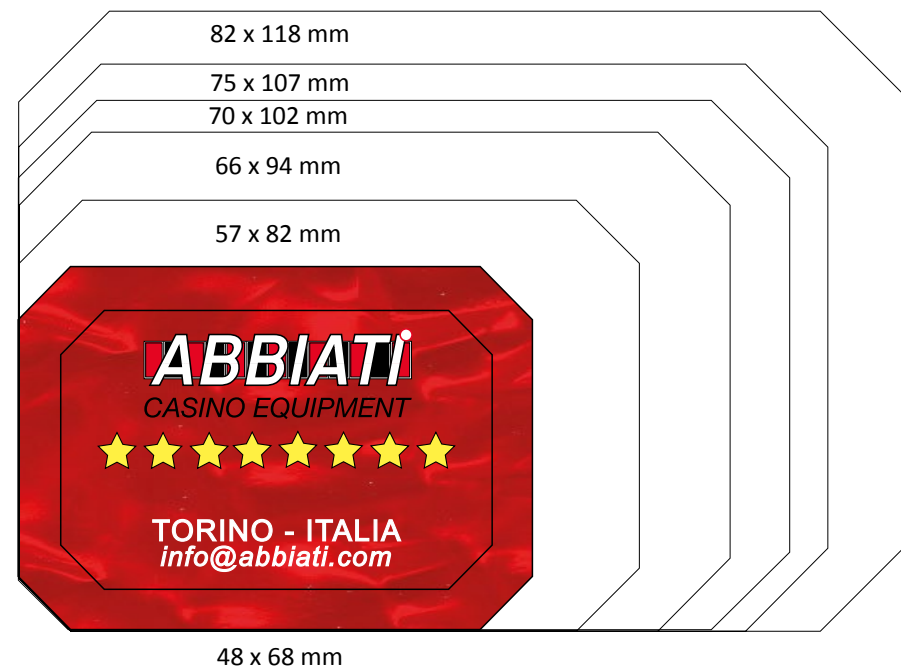 82 x 118 mm
75 x 107 mm
70 x 102 mm
66 x 94 mm
57 x 82 mm
ABBIATi
CASINO EQUIPMENT
TORINO - ITALIA
info@abbiati.com
48 x 68 mm